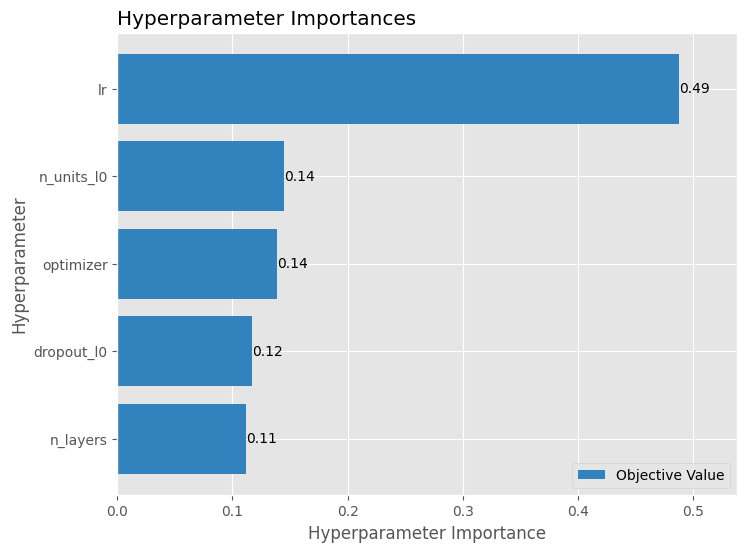 Hyperparameter Importances
Hyperparameter
lr
0.49
n_units_l0
0.14
optimizer
0.14
dropout_l0
0.12
n_layers
0.11
Objective Value
0.0 0.1 0.2 0.3 0.4 0.5
Hyperparameter Importance